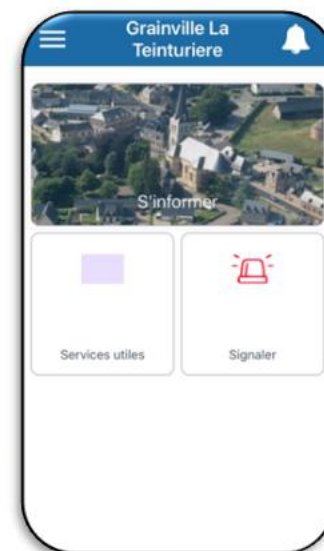 Grainville La
Teinturiere
S'informer
Services utiles
Signaler